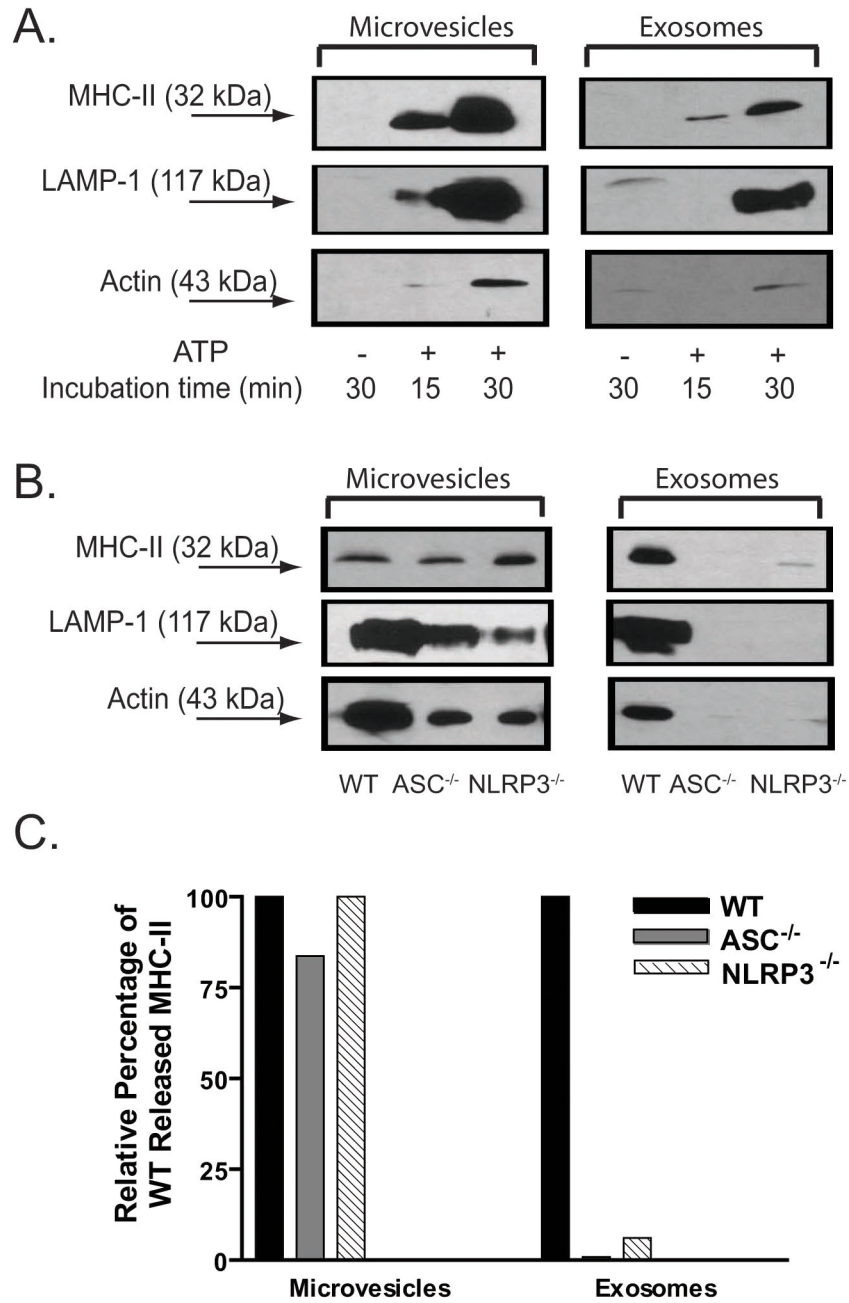 A.
Microvesicles Exosomes
MHC-II (32 kDa)
LAMP-1 (117 kDa)
Actin (43 kDa)
ATP - + + - + +
Incubation time (min) 30 15 30 30 15 30
B.
Microvesicles Exosomes
MHC-II (32 kDa)
LAMP-1 (117 kDa)
Actin (43 kDa)
WT ASC-/- NLRP3-/- WT ASC-/- NLRP3-/-
C.
Relative Percentage of
WT Released MHC-II
100
75
50
25
0
WT
ASC-/-
NLRP3-/-
Microvesicles Exosomes